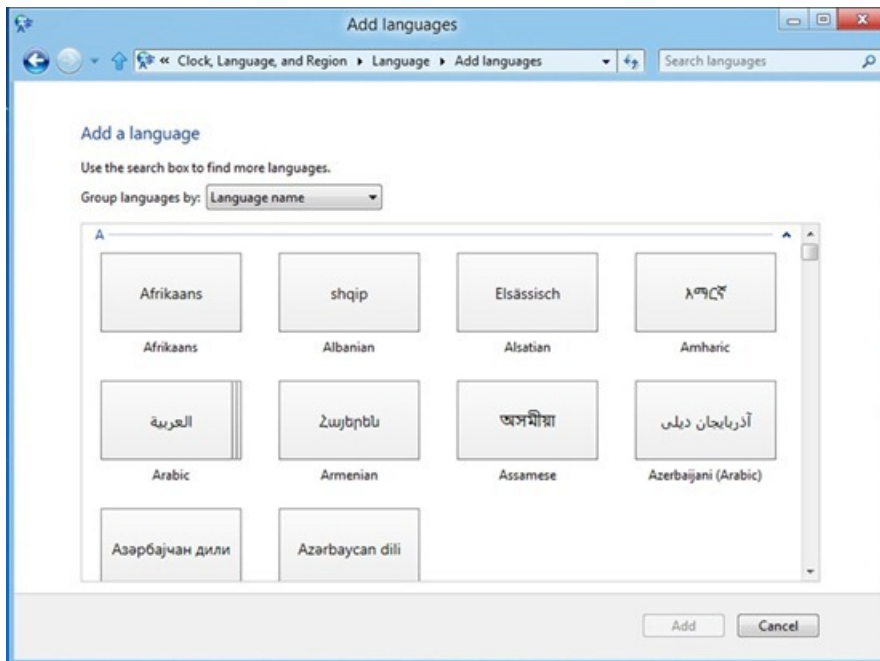 Add languages
« Clock, Language, and Region ▸ Language ▸ Add languages
Search languages
Add a language
Use the search box to find more languages.
Group languages by: Language name
A
Afrikaans shqip Elsässisch አማርኛ
Afrikaans Albanian Alsatian Amharic
العربية Հայերեն অসমীয়া آذربایجان دیلی
Arabic Armenian Assamese Azerbaijani (Arabic)
Азәрбајҹан дили Azərbaycan dili
Add Cancel